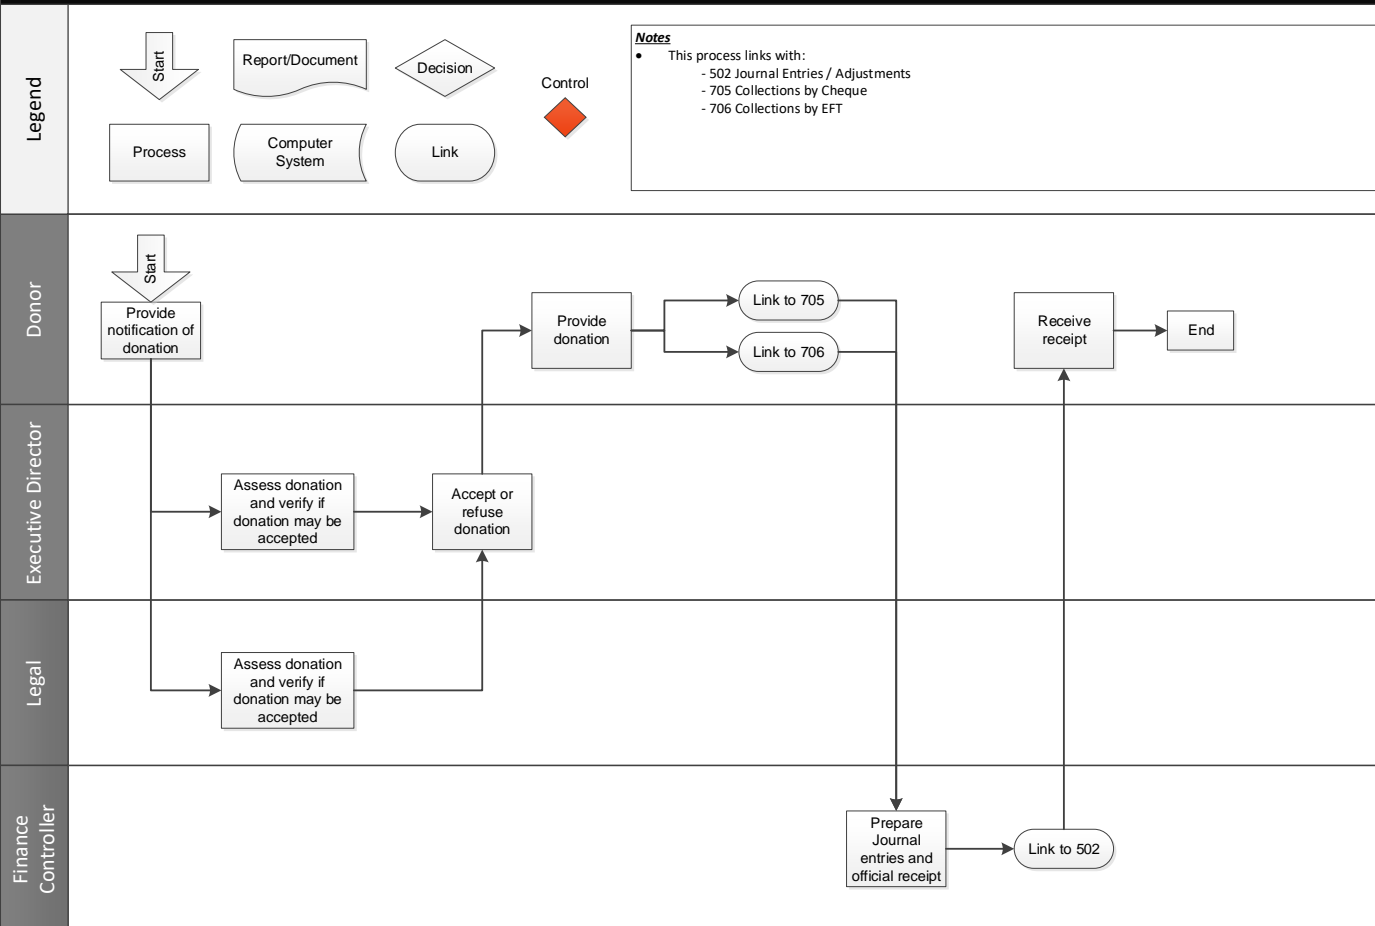 Legend
Start
Report/Document
Decision
Control
Process
Computer
System
Link
Notes
• This process links with:
- 502 Journal Entries / Adjustments
- 705 Collections by Cheque
- 706 Collections by EFT
Donor
Start
Provide
notification of
donation
Provide
donation
Link to 705
Link to 706
Receive
receipt
End
Executive Director
Assess donation
and verify if
donation may be
accepted
Accept or
refuse
donation
Legal
Assess donation
and verify if
donation may be
accepted
Finance
Controller
Prepare
Journal
entries and
official receipt
Link to 502